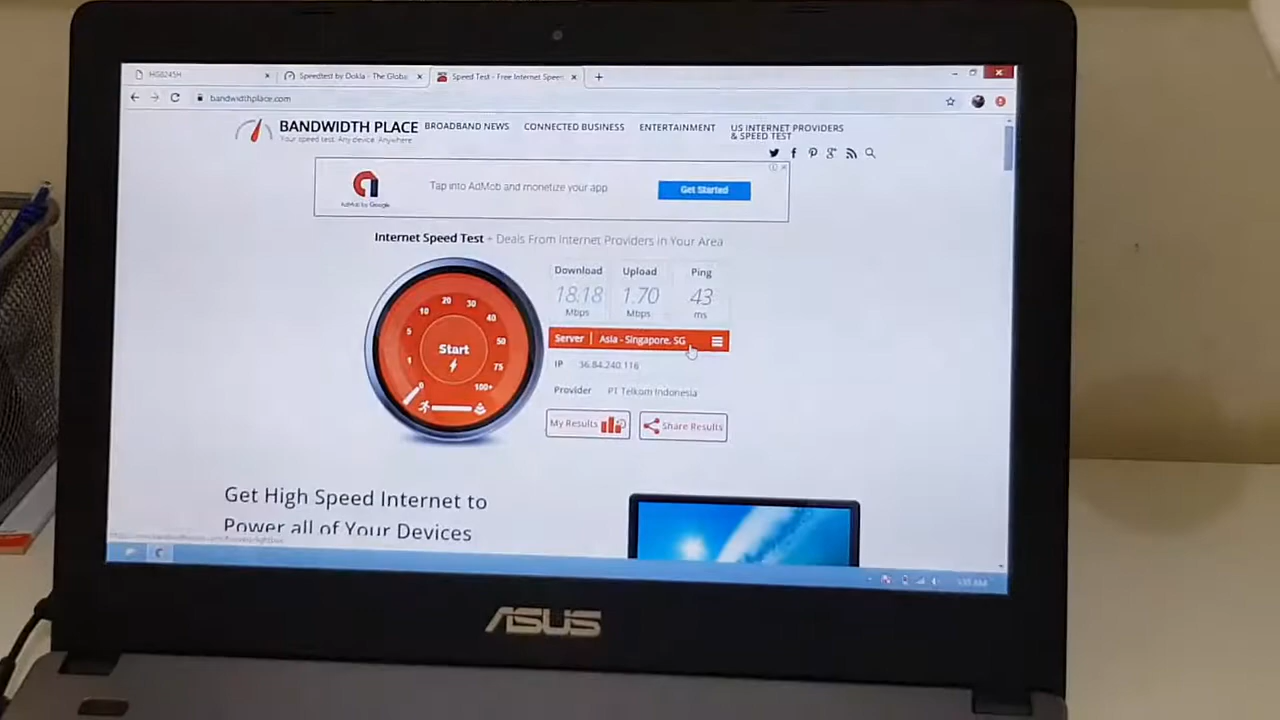 HG8245H
Speedtest by Ookla - The Globa
Speed Test - Free Internet Speed
bandwidthplace.com
BANDWIDTH PLACE
Your speed test. Any device. Anywhere.
BROADBAND NEWS
CONNECTED BUSINESS
ENTERTAINMENT
US INTERNET PROVIDERS
& SPEED TEST
Tap into AdMob and monetize your app
Get Started
AdMob by Google
Internet Speed Test - Deals From Internet Providers in Your Area
Download Upload Ping
18.18 1.70 43
Mbps Mbps ms
Server Asia - Singapore, SG
IP 36.84.240.116
Provider PT Telkom Indonesia
My Results
Share Results
0 1 5 10 20 30 40 50 75 100+
Start
Get High Speed Internet to
Power all of Your Devices
ASUS